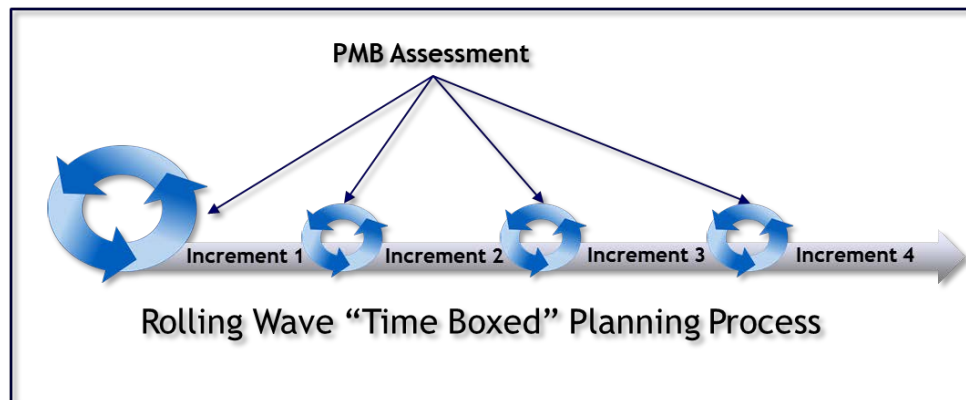 PMB Assessment
Increment 1 Increment 2 Increment 3 Increment 4
Rolling Wave “Time Boxed” Planning Process